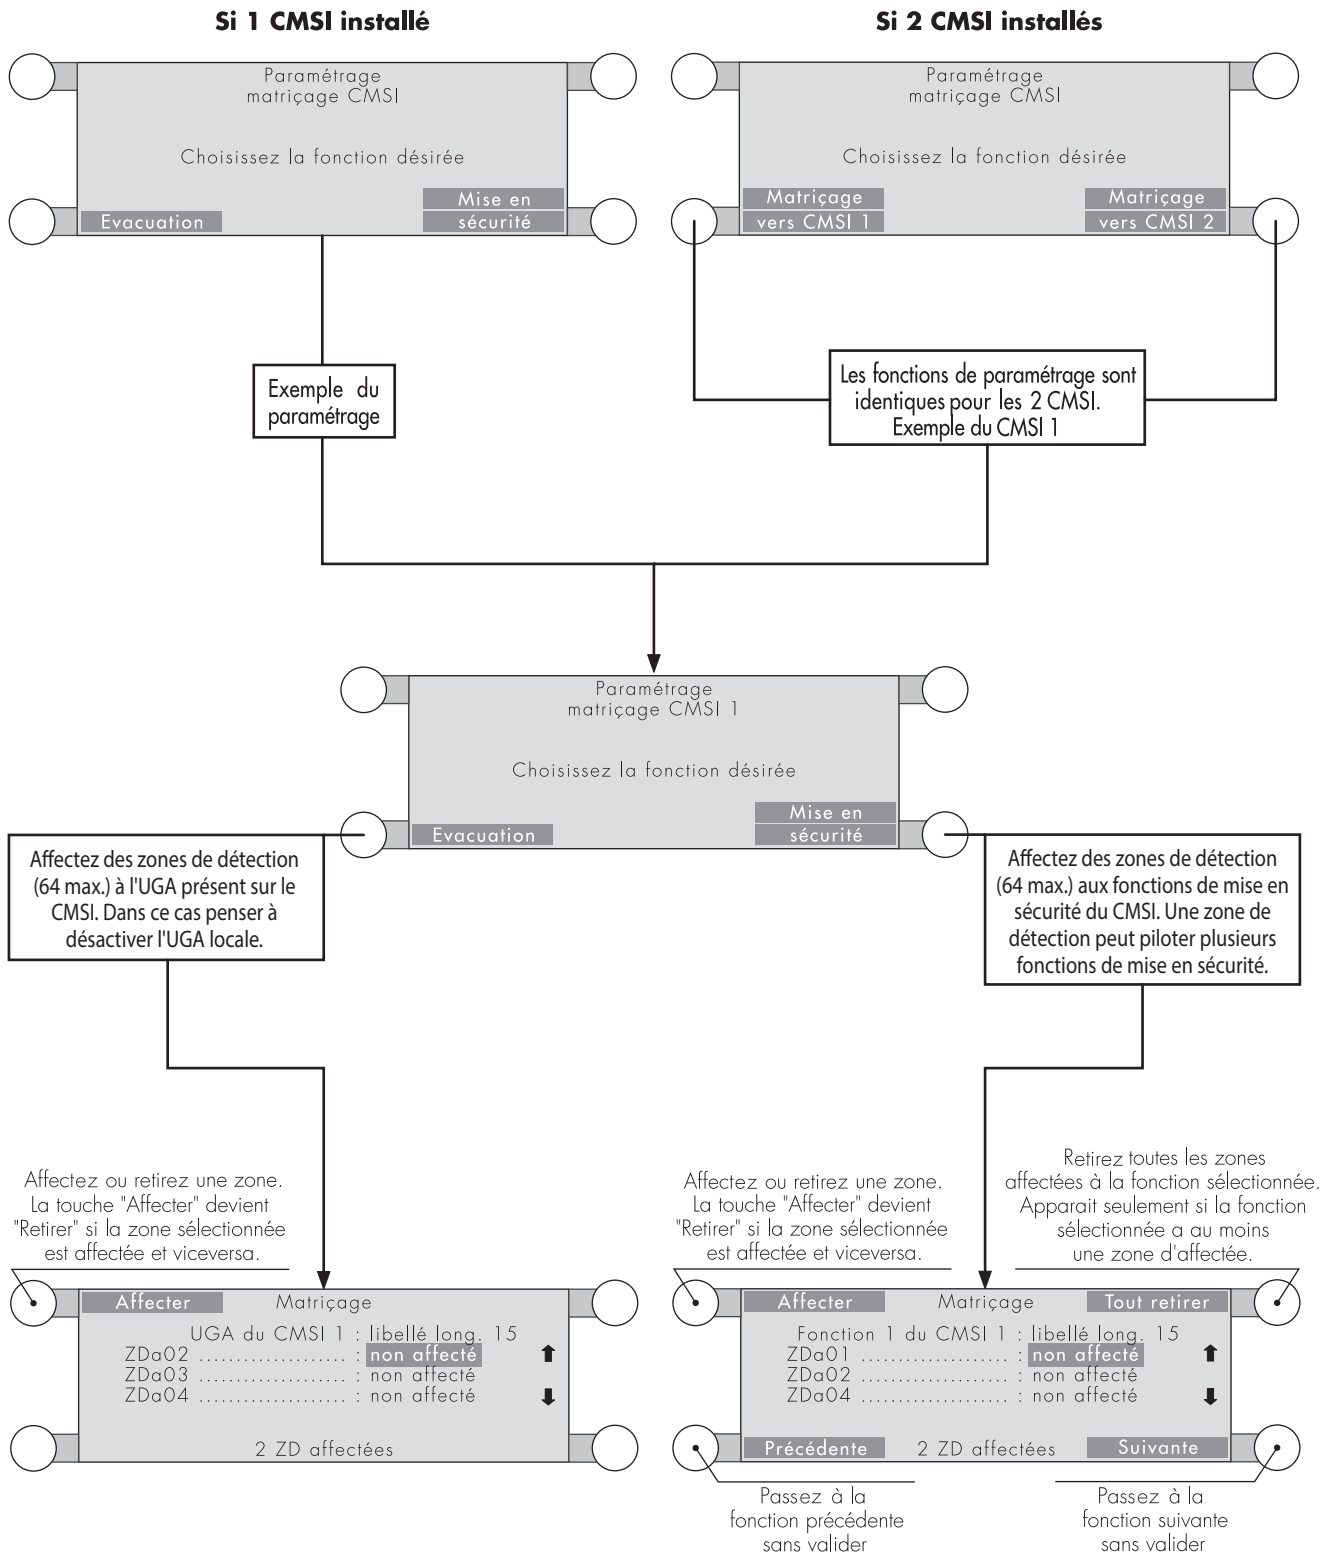 Si 1 CMSI installé
Si 2 CMSI installés
Paramétrage
matriçage CMSI
Choisissez la fonction désirée
Evacuation
Mise en
sécurité
Paramétrage
matriçage CMSI
Choisissez la fonction désirée
Matriçage
vers CMSI 1
Matriçage
vers CMSI 2
Exemple du
paramétrage
Les fonctions de paramétrage sont
identiques pour les 2 CMSI.
Exemple du CMSI 1
Paramétrage
matriçage CMSI 1
Choisissez la fonction désirée
Evacuation
Mise en
sécurité
Affectez des zones de détection
(64 max.) à l'UGA présent sur le
CMSI. Dans ce cas penser à
désactiver l'UGA locale.
Affectez des zones de détection
(64 max.) aux fonctions de mise en
sécurité du CMSI. Une zone de
détection peut piloter plusieurs
fonctions de mise en sécurité.
Affectez ou retirez une zone.
La touche "Affecter" devient
"Retirer" si la zone sélectionnée
est affectée et viceversa.
Affecter Matriçage
UGA du CMSI 1 : libellé long. 15
ZDa02 .................... : non affecté
ZDa03 .................... : non affecté
ZDa04 .................... : non affecté
2 ZD affectées
Affectez ou retirez une zone.
La touche "Affecter" devient
"Retirer" si la zone sélectionnée
est affectée et viceversa.
Retirez toutes les zones
affectées à la fonction sélectionnée.
Apparait seulement si la fonction
sélectionnée a au moins
une zone d'affectée.
Affecter Matriçage Tout retirer
Fonction 1 du CMSI 1 : libellé long. 15
ZDa01 .................... : non affecté
ZDa02 .................... : non affecté
ZDa04 .................... : non affecté
Précédente 2 ZD affectées Suivante
Passez à la
fonction précédente
sans valider
Passez à la
fonction suivante
sans valider